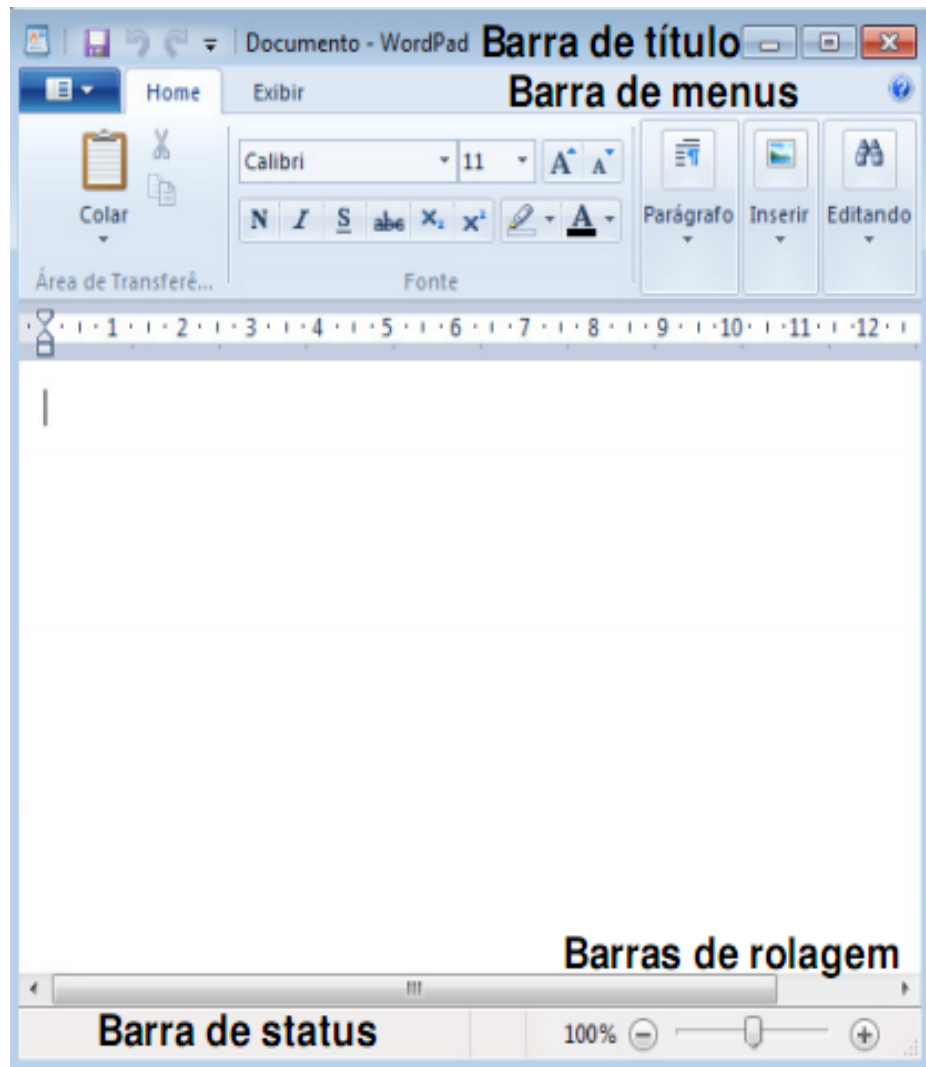 Documento - WordPad Barra de título
Home Exibir Barra de menus
Calibri 11 A A
Colar N I S abc X₂ X² A Parágrafo Inserir Editando
Área de Transferê... Fonte
1 2 3 4 5 6 7 8 9 10 11 12
Barras de rolagem
Barra de status 100%